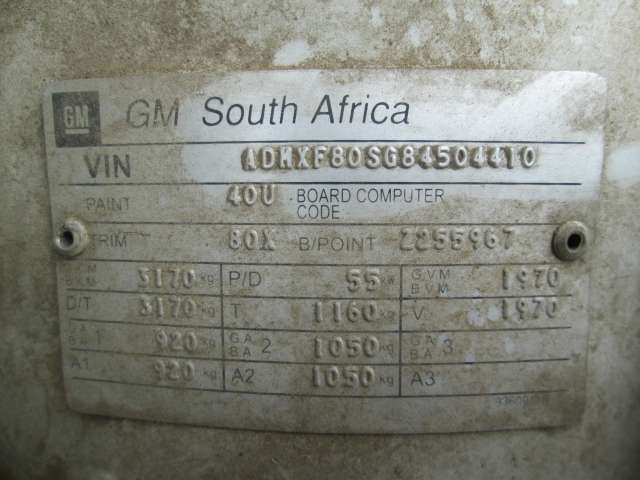 GM GM South Africa
VIN ADMXF80SG84504410
PAINT 40U BOARD COMPUTER
CODE
TRIM 80X B/POINT Z255967
3170 kg P/D 55 kW G.V.M B.V.M 1970
D/T 3170 kg T 1160 kg V 1970
GA BA 1 920 kg GA BA 2 1050 kg GA BA 3
A1 920 kg A2 1050 kg A3